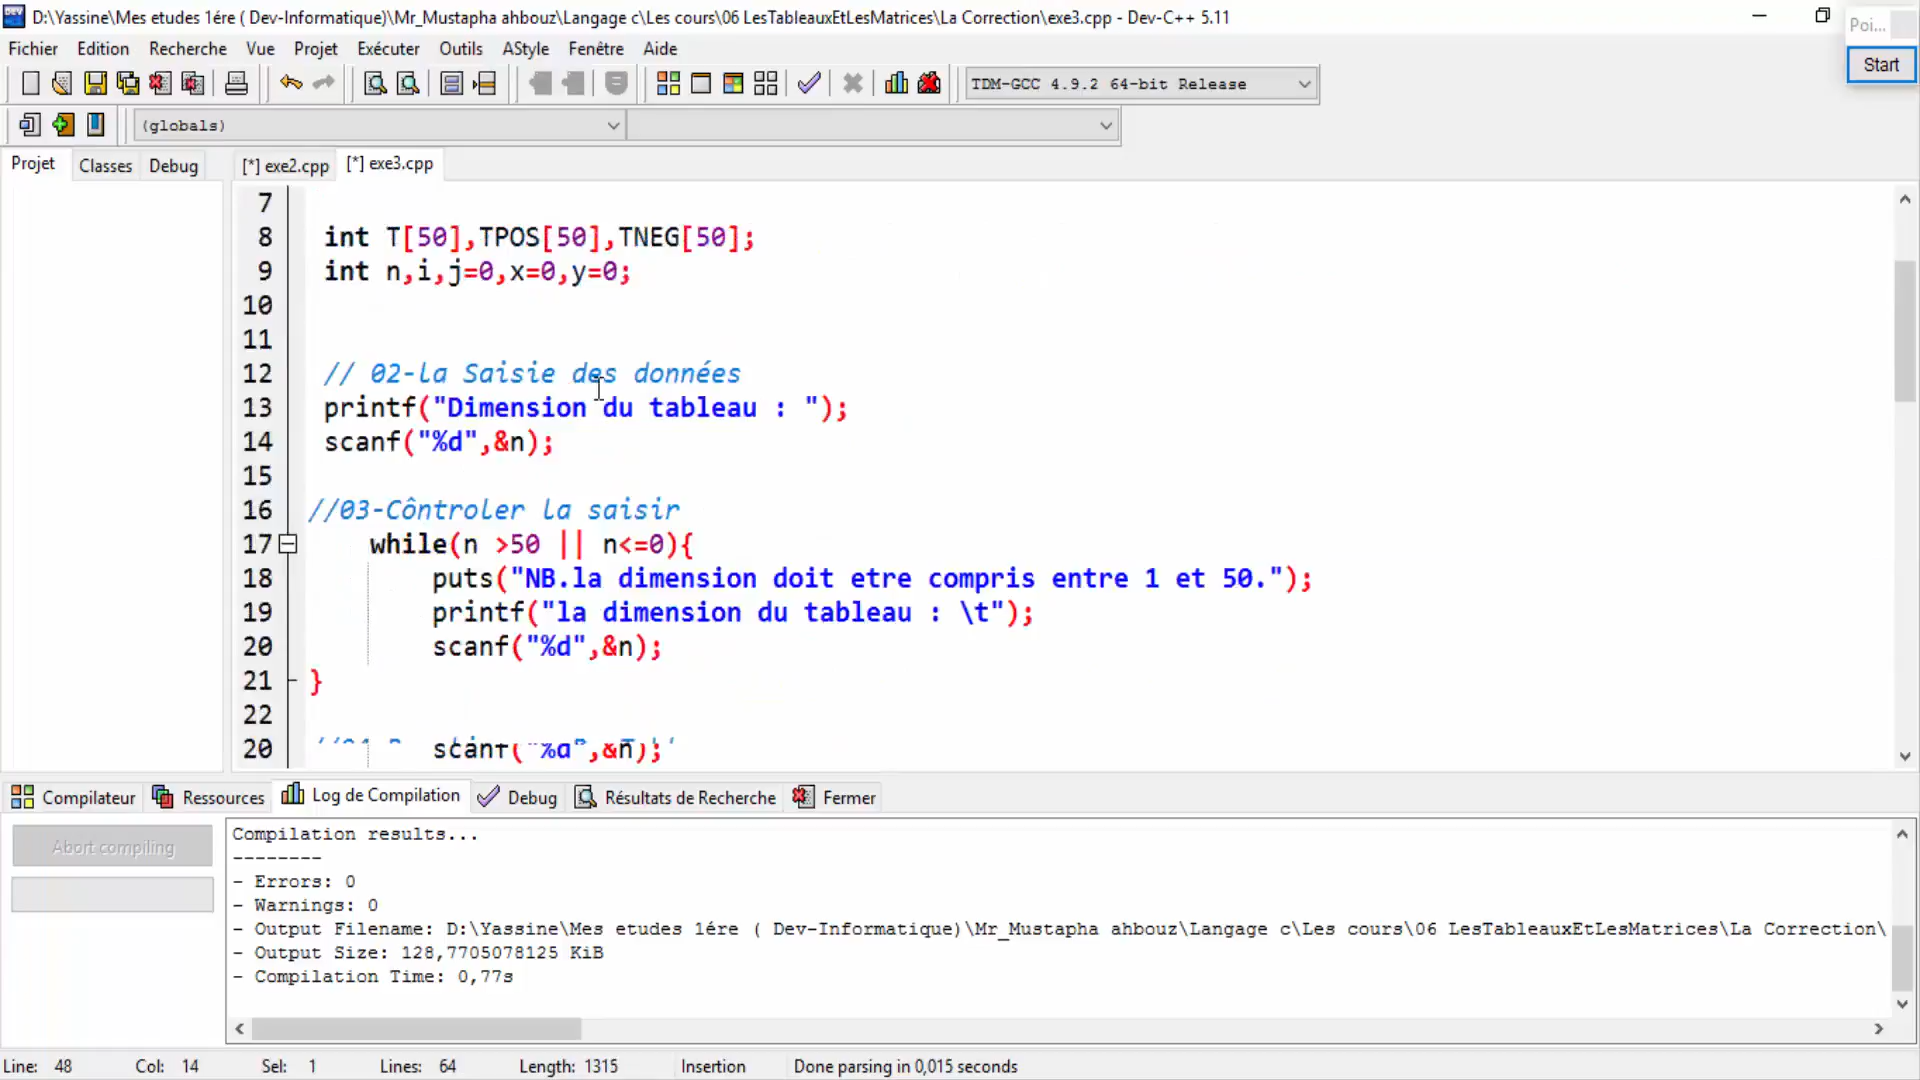 D:\Yassine\Mes etudes 1ére ( Dev-Informatique)\Mr_Mustapha ahbouz\Langage c\Les cours\06 LesTableauxEtLesMatrices\La Correction\exe3.cpp - Dev-C++ 5.11
Poi...
Fichier Edition Recherche Vue Projet Exécuter Outils AStyle Fenêtre Aide
Start
TDM-GCC 4.9.2 64-bit Release
(globals)
Projet Classes Debug [*] exe2.cpp [*] exe3.cpp
7
8 int T[50],TPOS[50],TNEG[50];
9 int n,i,j=0,x=0,y=0;
10
11
12 // 02-la Saisie des données
13 printf("Dimension du tableau : ");
14 scanf("%d",&n);
15
16 //03-Côntroler la saisir
17 while(n >50 || n<=0){
18 puts("NB.la dimension doit etre compris entre 1 et 50.");
19 printf("la dimension du tableau : \t");
20 scanf("%d",&n);
21 }
22
20 scanf("%d",&n);
Compilateur Ressources Log de Compilation Debug Résultats de Recherche Fermer
Abort compiling
Compilation results...
--------
- Errors: 0
- Warnings: 0
- Output Filename: D:\Yassine\Mes etudes 1ére ( Dev-Informatique)\Mr_Mustapha ahbouz\Langage c\Les cours\06 LesTableauxEtLesMatrices\La Correction\
- Output Size: 128,7705078125 KiB
- Compilation Time: 0,77s
Line: 48 Col: 14 Sel: 1 Lines: 64 Length: 1315 Insertion Done parsing in 0,015 seconds